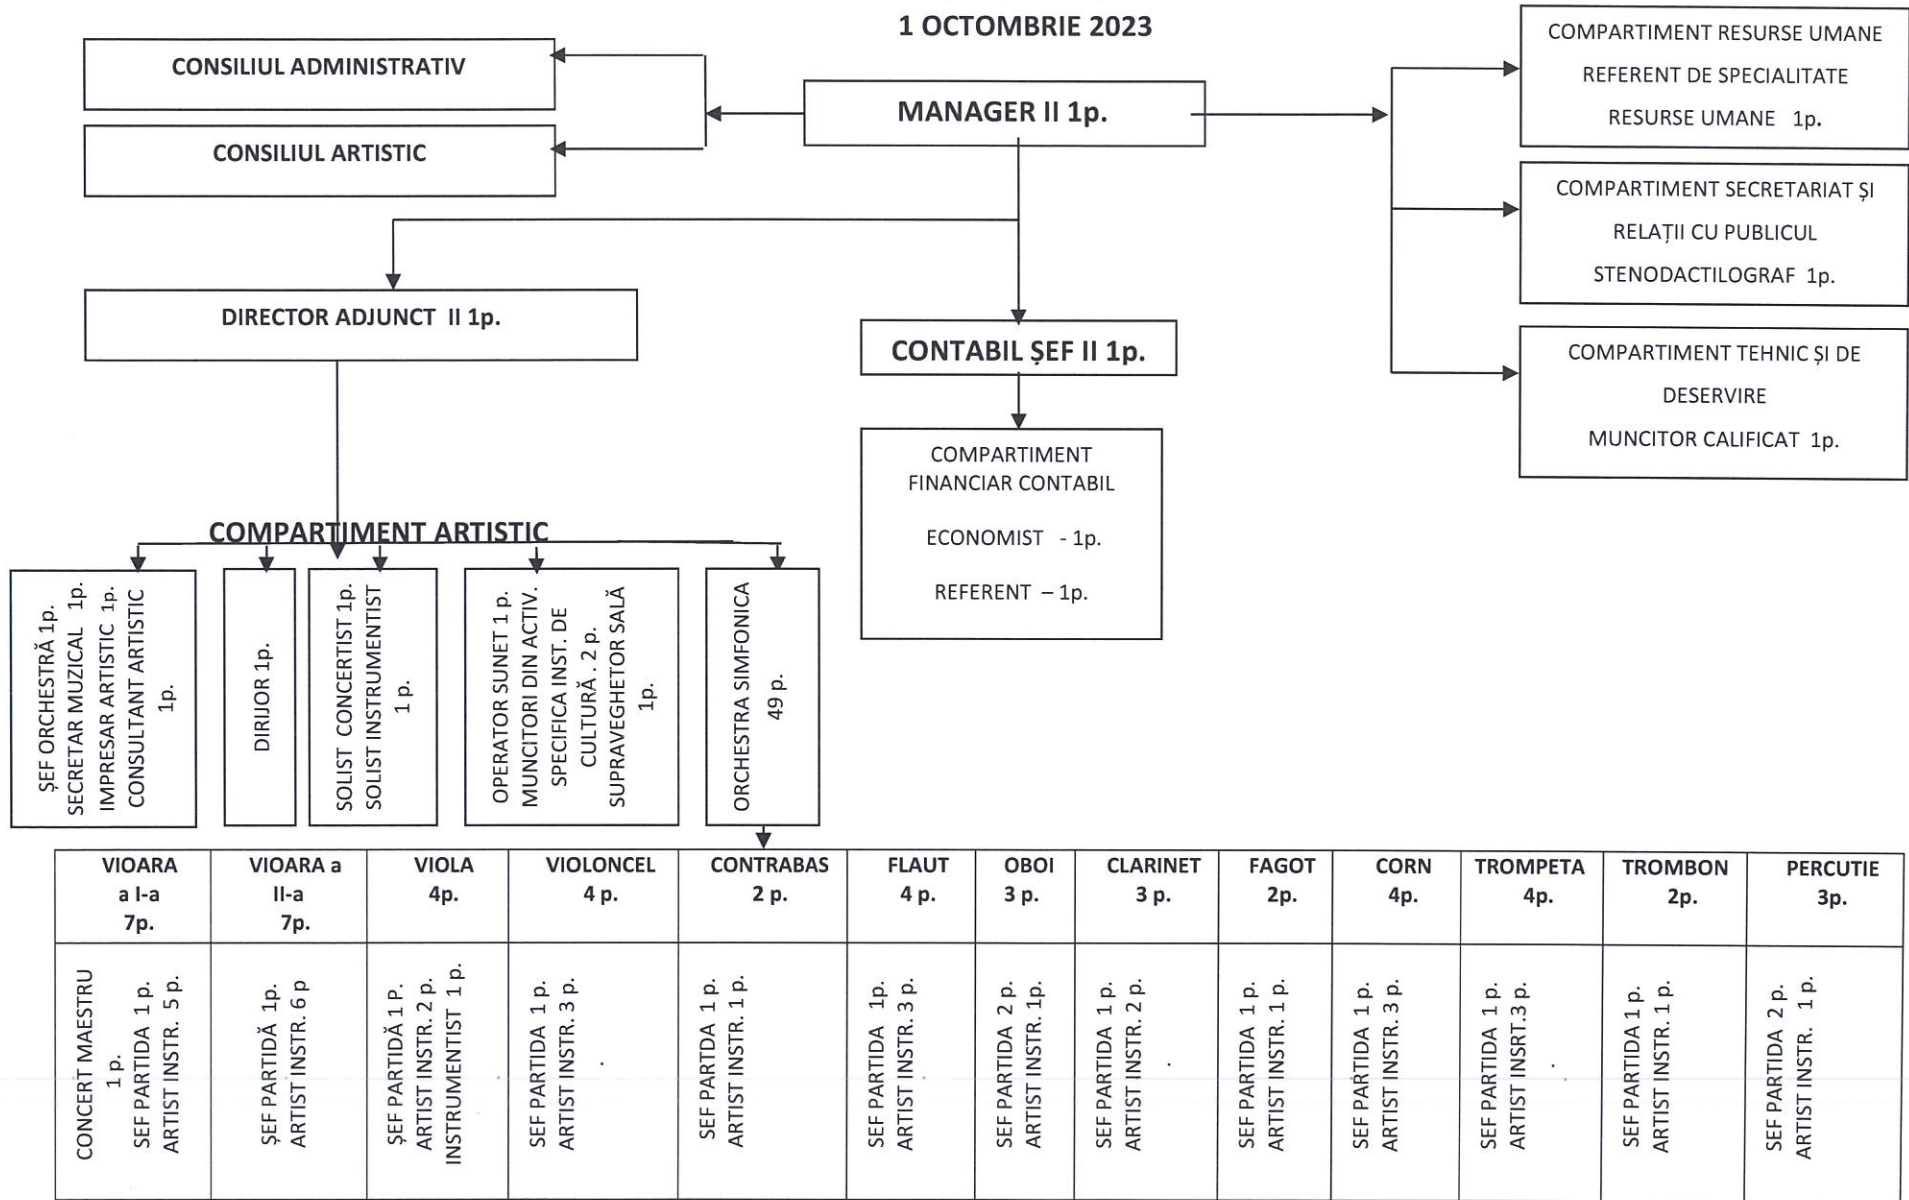 1 OCTOMBRIE 2023
CONSILIUL ADMINISTRATIV
CONSILIUL ARTISTIC
MANAGER II 1p.
COMPARTIMENT RESURSE UMANE
REFERENT DE SPECIALITATE
RESURSE UMANE 1p.
COMPARTIMENT SECRETARIAT ȘI
RELAȚII CU PUBLICUL
STENODACTILOGRAF 1p.
COMPARTIMENT TEHNIC ȘI DE
DESERVIRE
MUNCITOR CALIFICAT 1p.
DIRECTOR ADJUNCT II 1p.
CONTABIL ȘEF II 1p.
COMPARTIMENT
FINANCIAR CONTABIL
ECONOMIST - 1p.
REFERENT – 1p.
COMPARTIMENT ARTISTIC
ȘEF ORCHESTRĂ 1p.
SECRETAR MUZICAL 1p.
IMPRESAR ARTISTIC 1p.
CONSULTANT ARTISTIC
1p.
DIRIJOR 1p.
SOLIST CONCERTIST 1p.
SOLIST INSTRUMENTIST
1 p.
OPERATOR SUNET 1 p.
MUNCITORI DIN ACTIV.
SPECIFICA INST. DE
CULTURĂ . 2 p.
SUPRAVEGHETOR SALĂ
1p.
ORCHESTRA SIMFONICA
49 p.
VIOARA
a I-a
7p.
VIOARA a
II-a
7p.
VIOLA
4p.
VIOLONCEL
4 p.
CONTRABAS
2 p.
FLAUT
4 p.
OBOI
3 p.
CLARINET
3 p.
FAGOT
2p.
CORN
4p.
TROMPETA
4p.
TROMBON
2p.
PERCUTIE
3p.
CONCERT MAESTRU
1 p.
SEF PARTIDA 1 p.
ARTIST INSTR. 5 p.
ȘEF PARTIDĂ 1p.
ARTIST INSTR. 6 p
ȘEF PARTIDĂ 1 P.
ARTIST INSTR. 2 p.
INSTRUMENTIST 1 p.
SEF PARTIDA 1 p.
ARTIST INSTR. 3 p.
SEF PARTDA 1 p.
ARTIST INSTR. 1 p.
SEF PARTIDA 1p.
ARTIST INSTR. 3 p.
SEF PARTIDA 2 p.
ARTIST INSTR. 1p.
SEF PARTIDA 1 p.
ARTIST INSTR. 2 p.
SEF PARTIDA 1 p.
ARTIST INSTR. 1 p.
SEF PARTIDA 1 p.
ARTIST INSTR. 3 p.
SEF PARTIDA 1 p.
ARTIST INSRT.3 p.
SEF PARTIDA 1 p.
ARTIST INSTR. 1 p.
SEF PARTIDA 2 p.
ARTIST INSTR. 1 p.